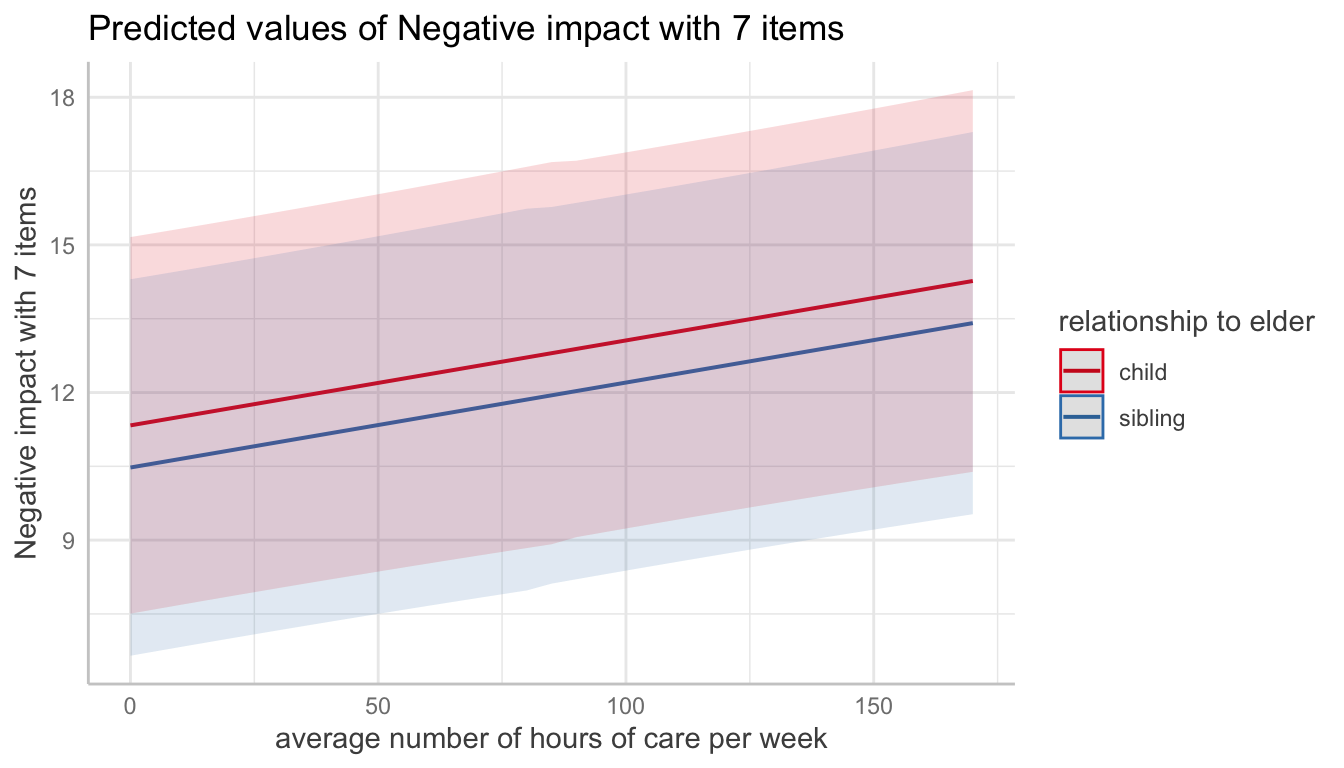 Predicted values of Negative impact with 7 items
Negative impact with 7 items
18
15
12
9
0
50
100
150
average number of hours of care per week
relationship to elder
child
sibling